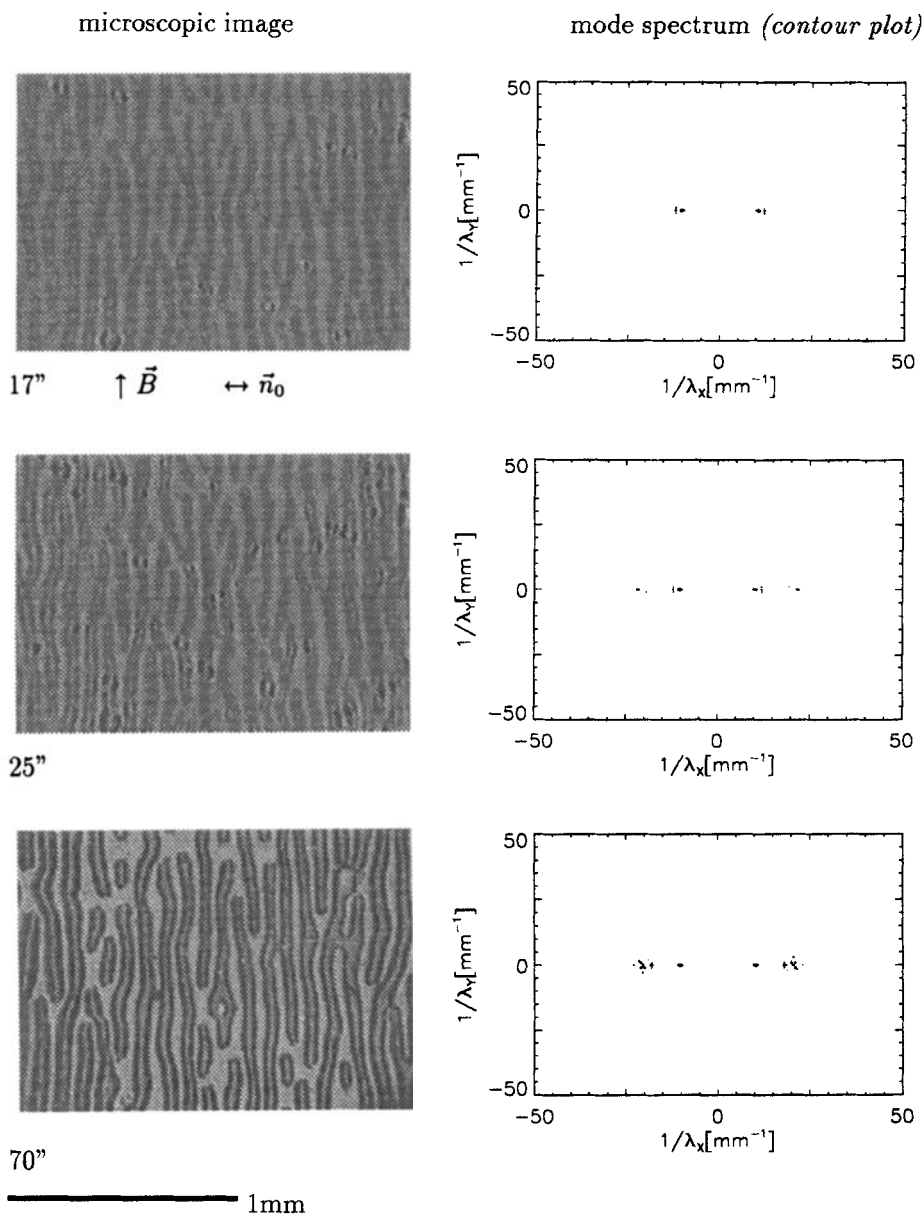 microscopic image
mode spectrum (contour plot)
50
0
-50
1/λY[mm⁻¹]
-50 0 50
1/λX[mm⁻¹]
17” ↑ B⃗ ↔ n⃗₀
50
0
-50
1/λY[mm⁻¹]
-50 0 50
1/λX[mm⁻¹]
25”
50
0
-50
1/λY[mm⁻¹]
-50 0 50
1/λX[mm⁻¹]
70”
1mm